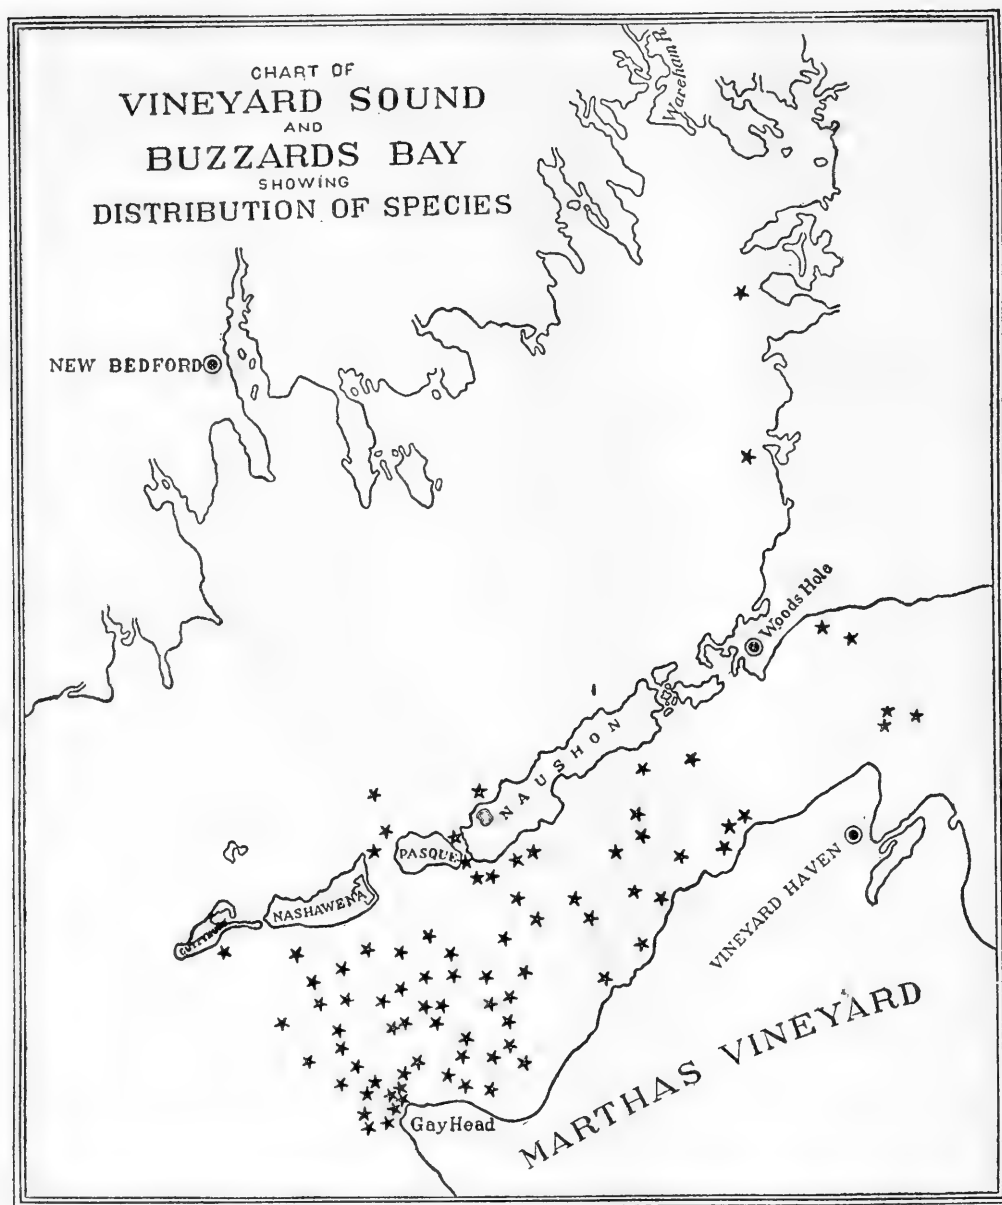 CHART OF
VINEYARD SOUND
AND
BUZZARDS BAY
SHOWING
DISTRIBUTION OF SPECIES
Wareham R.
NEW BEDFORD
Woods Hole
NAUSHON
PASQUE
NASHAWENA
VINEYARD HAVEN
MARTHAS VINEYARD
Gay Head